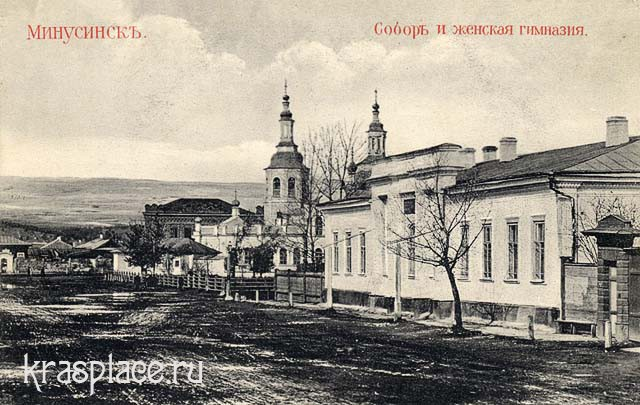 Минусинскъ.
Соборъ и женская гимназія.
krasplace.ru